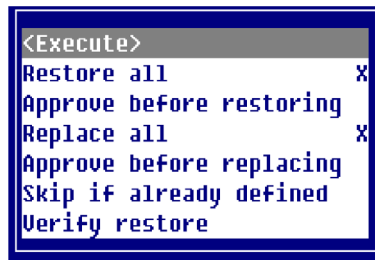 <Execute>
Restore all X
Approve before restoring
Replace all X
Approve before replacing
Skip if already defined
Verify restore